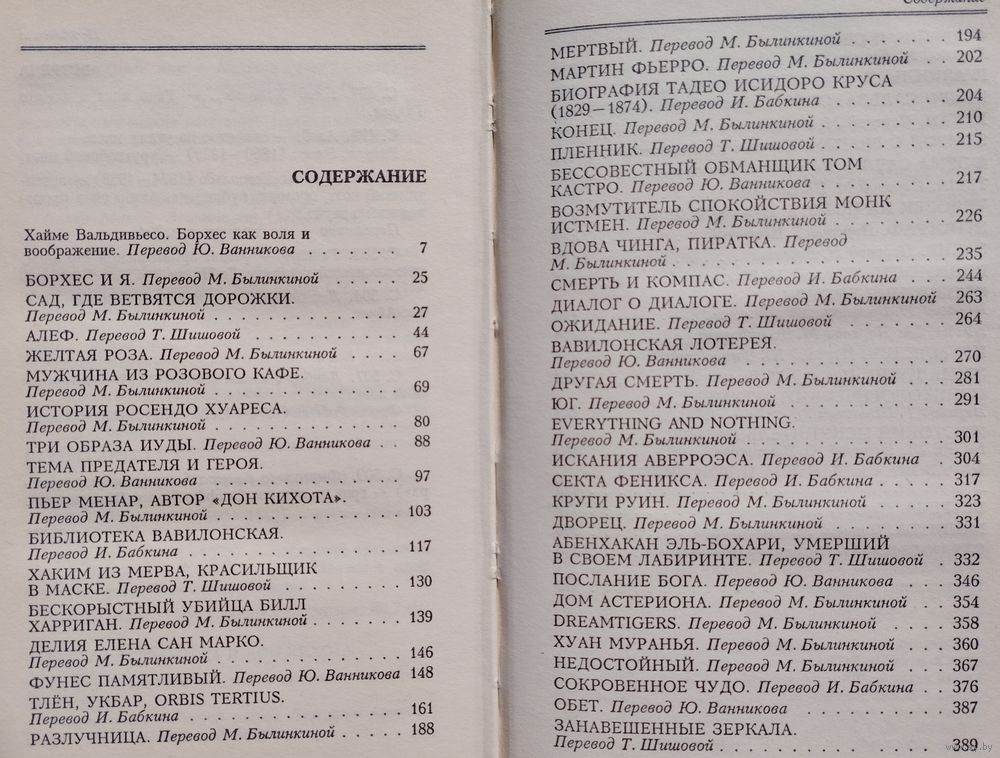 СОДЕРЖАНИЕ
Хайме Вальдивьесо. Борхес как воля и
воображение. Перевод Ю. Ванникова . . . . . . . 7
БОРХЕС И Я. Перевод М. Былинкиной . . . . . 25
САД, ГДЕ ВЕТВЯТСЯ ДОРОЖКИ.
Перевод М. Былинкиной . . . . . . . . . . . . . . 27
АЛЕФ. Перевод Т. Шишовой . . . . . . . . . . . 44
ЖЕЛТАЯ РОЗА. Перевод М. Былинкиной . . . . 67
МУЖЧИНА ИЗ РОЗОВОГО КАФЕ.
Перевод М. Былинкиной . . . . . . . . . . . . . . 69
ИСТОРИЯ РОСЕНДО ХУАРЕСА.
Перевод М. Былинкиной . . . . . . . . . . . . . . 80
ТРИ ОБРАЗА ИУДЫ. Перевод Ю. Ванникова . . 88
ТЕМА ПРЕДАТЕЛЯ И ГЕРОЯ.
Перевод Ю. Ванникова . . . . . . . . . . . . . . 97
ПЬЕР МЕНАР, АВТОР «ДОН КИХОТА».
Перевод М. Былинкиной . . . . . . . . . . . . . 103
БИБЛИОТЕКА ВАВИЛОНСКАЯ.
Перевод И. Бабкина . . . . . . . . . . . . . . . . 117
ХАКИМ ИЗ МЕРВА, КРАСИЛЬЩИК
В МАСКЕ. Перевод Т. Шишовой . . . . . . . . . 130
БЕСКОРЫСТНЫЙ УБИЙЦА БИЛЛ
ХАРРИГАН. Перевод М. Былинкиной . . . . . . . 139
ДЕЛИЯ ЕЛЕНА САН МАРКО.
Перевод М. Былинкиной . . . . . . . . . . . . . 146
ФУНЕС ПАМЯТЛИВЫЙ. Перевод Ю. Ванникова 148
ТЛЁН, УКБАР, ORBIS TERTIUS.
Перевод И. Бабкина . . . . . . . . . . . . . . . . 161
РАЗЛУЧНИЦА. Перевод М. Былинкиной . . . . . 188
Содержание
МЕРТВЫЙ. Перевод М. Былинкиной . . . . . . . 194
МАРТИН ФЬЕРРО. Перевод М. Былинкиной . . 202
БИОГРАФИЯ ТАДЕО ИСИДОРО КРУСА
(1829—1874). Перевод И. Бабкина . . . . . . . . 204
КОНЕЦ. Перевод М. Былинкиной . . . . . . . . . 210
ПЛЕННИК. Перевод Т. Шишовой . . . . . . . . . 215
БЕССОВЕСТНЫЙ ОБМАНЩИК ТОМ
КАСТРО. Перевод Ю. Ванникова . . . . . . . . . 217
ВОЗМУТИТЕЛЬ СПОКОЙСТВИЯ МОНК
ИСТМЕН. Перевод М. Былинкиной . . . . . . . . 226
ВДОВА ЧИНГА, ПИРАТКА. Перевод
М. Былинкиной . . . . . . . . . . . . . . . . . . . 235
СМЕРТЬ И КОМПАС. Перевод И. Бабкина . . . 244
ДИАЛОГ О ДИАЛОГЕ. Перевод М. Былинкиной 263
ОЖИДАНИЕ. Перевод Т. Шишовой . . . . . . . 264
ВАВИЛОНСКАЯ ЛОТЕРЕЯ.
Перевод Ю. Ванникова . . . . . . . . . . . . . . 270
ДРУГАЯ СМЕРТЬ. Перевод М. Былинкиной . . . 281
ЮГ. Перевод М. Былинкиной . . . . . . . . . . . 291
EVERYTHING AND NOTHING.
Перевод М. Былинкиной . . . . . . . . . . . . . 301
ИСКАНИЯ АВЕРРОЭСА. Перевод И. Бабкина . 304
СЕКТА ФЕНИКСА. Перевод И. Бабкина . . . . . 317
КРУГИ РУИН. Перевод М. Былинкиной . . . . . 323
ДВОРЕЦ. Перевод М. Былинкиной . . . . . . . . 331
АБЕНХАКАН ЭЛЬ-БОХАРИ, УМЕРШИЙ
В СВОЕМ ЛАБИРИНТЕ. Перевод Т. Шишовой . 332
ПОСЛАНИЕ БОГА. Перевод Ю. Ванникова . . . 346
ДОМ АСТЕРИОНА. Перевод М. Былинкиной . . 354
DREAMTIGERS. Перевод М. Былинкиной . . . . 358
ХУАН МУРАНЬЯ. Перевод М. Былинкиной . . . 360
НЕДОСТОЙНЫЙ. Перевод М. Былинкиной . . . 367
СОКРОВЕННОЕ ЧУДО. Перевод И. Бабкина . . 376
ОБЕТ. Перевод Ю. Ванникова . . . . . . . . . . 387
ЗАНАВЕШЕННЫЕ ЗЕРКАЛА.
Перевод Т. Шишовой . . . . . . . . . . . . . . . 389